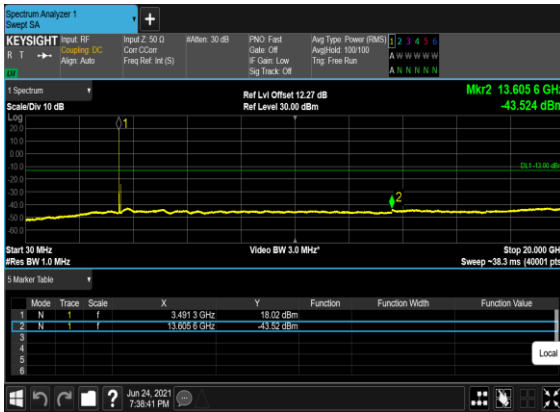 Spectrum Analyzer 1
Swept SA
+
KEYSIGHT Input: RF Input Z: 50 Ω #Atten: 30 dB PNO: Fast Avg Type: Power (RMS) 1 2 3 4 5 6
R T Coupling: DC Corr CCorr Gate: Off Avg|Hold: 100/100 A W W W W W
Align: Auto Freq Ref: Int (S) IF Gain: Low Trig: Free Run
LXI Sig Track: Off A N N N N N
1 Spectrum Ref Lvl Offset 12.27 dB Mkr2 13.605 6 GHz
Scale/Div 10 dB Ref Level 30.00 dBm -43.524 dBm
Log
1
20.0
10.0
0.00
-10.0 DL1 -13.00 dBm
-20.0
-30.0
-40.0 2
-50.0
-60.0
Start 30 MHz Video BW 3.0 MHz* Stop 20.000 GHz
#Res BW 1.0 MHz Sweep ~38.3 ms (40001 pts)
5 Marker Table
Mode Trace Scale X Y Function Function Width Function Value
1 N 1 f 3.491 3 GHz 18.02 dBm
2 N 1 f 13.605 6 GHz -43.52 dBm
3
4
5
6
Local
? Jun 24, 2021
7:38:41 PM